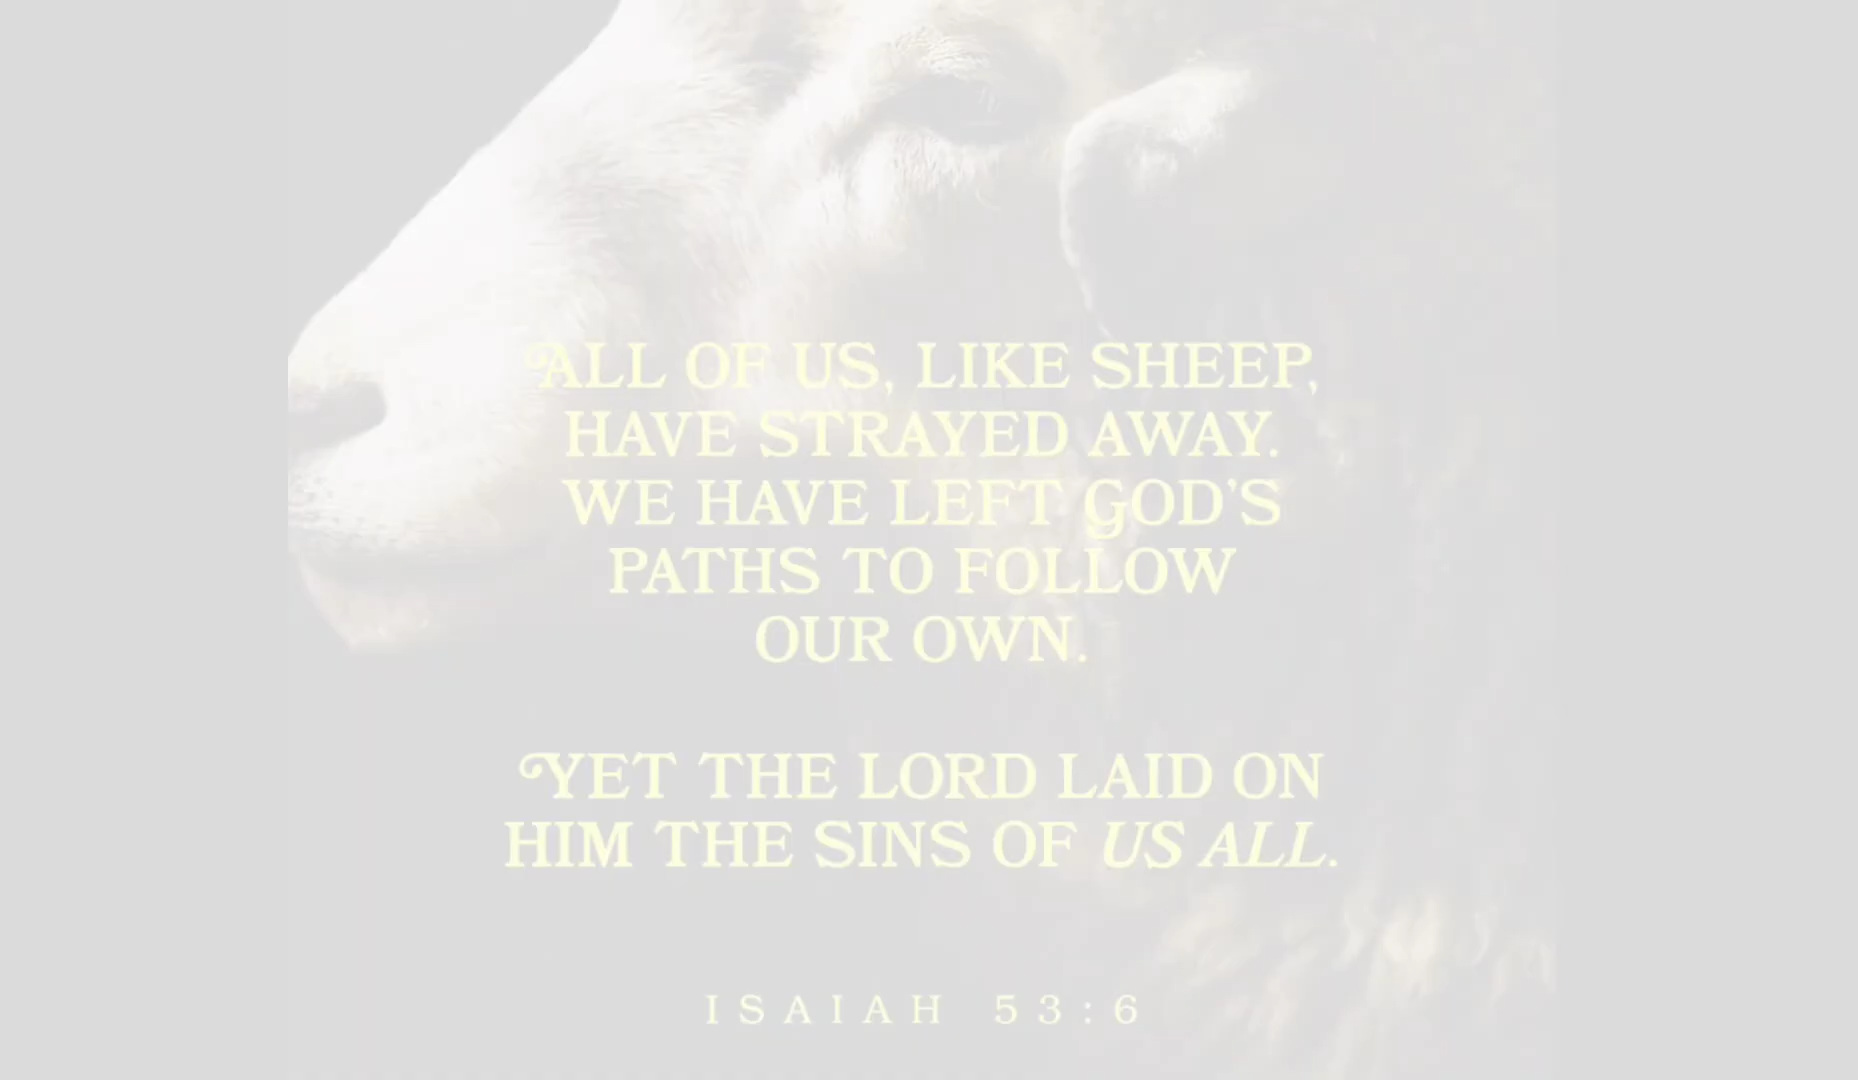 ALL OF US, LIKE SHEEP,
HAVE STRAYED AWAY.
WE HAVE LEFT GOD'S
PATHS TO FOLLOW
OUR OWN.
YET THE LORD LAID ON
HIM THE SINS OF US ALL.
ISAIAH 53:6